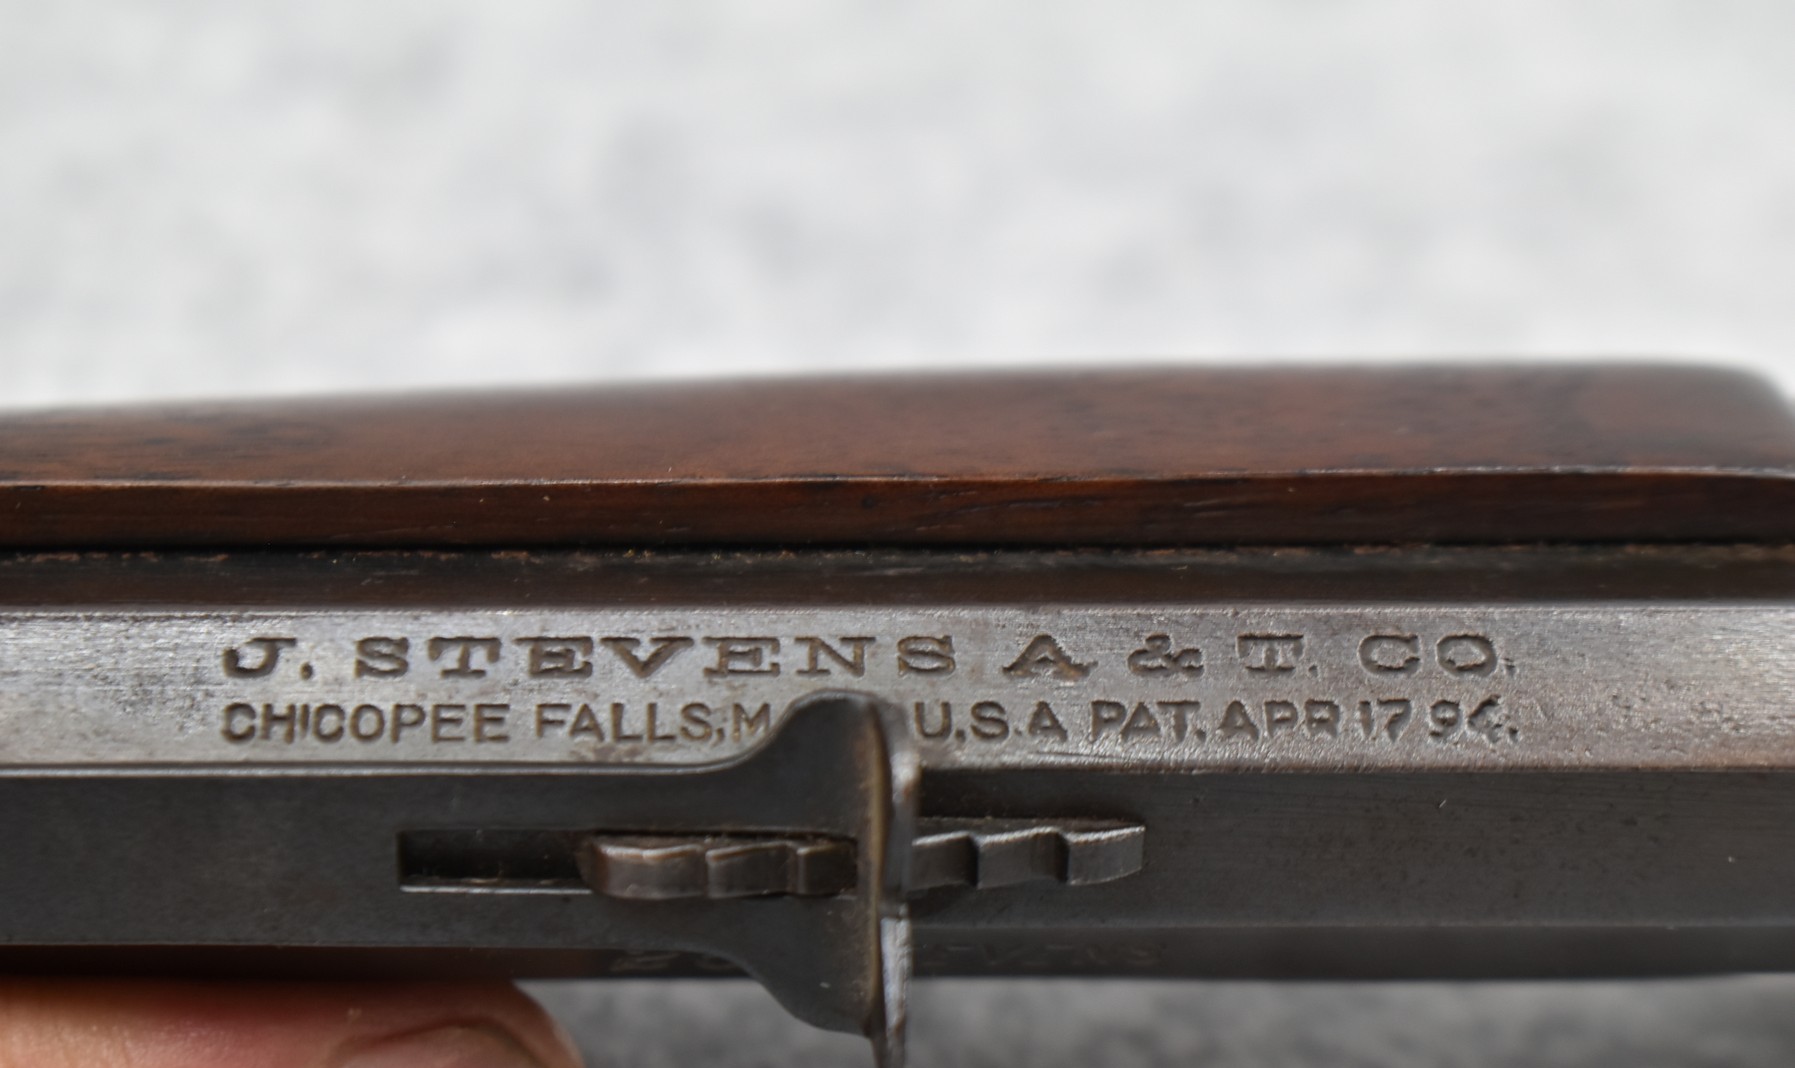 J. STEVENS A & T. CO.
CHICOPEE FALLS, U.S.A PAT. APR 17 94.